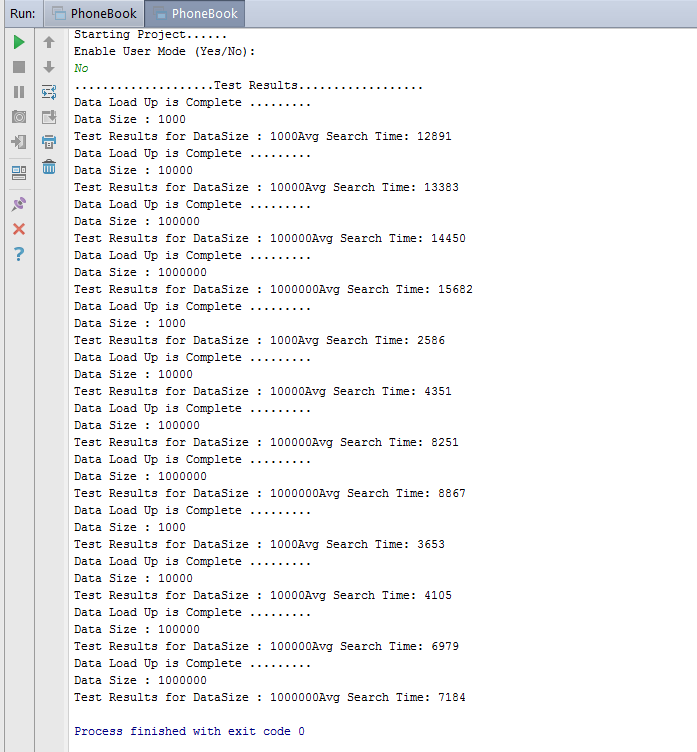 Run: PhoneBook PhoneBook
Starting Project......
Enable User Mode (Yes/No):
No
....................Test Results..................
Data Load Up is Complete .........
Data Size : 1000
Test Results for DataSize : 1000Avg Search Time: 12891
Data Load Up is Complete .........
Data Size : 10000
Test Results for DataSize : 10000Avg Search Time: 13383
Data Load Up is Complete .........
Data Size : 100000
Test Results for DataSize : 100000Avg Search Time: 14450
Data Load Up is Complete .........
Data Size : 1000000
Test Results for DataSize : 1000000Avg Search Time: 15682
Data Load Up is Complete .........
Data Size : 1000
Test Results for DataSize : 1000Avg Search Time: 2586
Data Load Up is Complete .........
Data Size : 10000
Test Results for DataSize : 10000Avg Search Time: 4351
Data Load Up is Complete .........
Data Size : 100000
Test Results for DataSize : 100000Avg Search Time: 8251
Data Load Up is Complete .........
Data Size : 1000000
Test Results for DataSize : 1000000Avg Search Time: 8867
Data Load Up is Complete .........
Data Size : 1000
Test Results for DataSize : 1000Avg Search Time: 3653
Data Load Up is Complete .........
Data Size : 10000
Test Results for DataSize : 10000Avg Search Time: 4105
Data Load Up is Complete .........
Data Size : 100000
Test Results for DataSize : 100000Avg Search Time: 6979
Data Load Up is Complete .........
Data Size : 1000000
Test Results for DataSize : 1000000Avg Search Time: 7184
Process finished with exit code 0